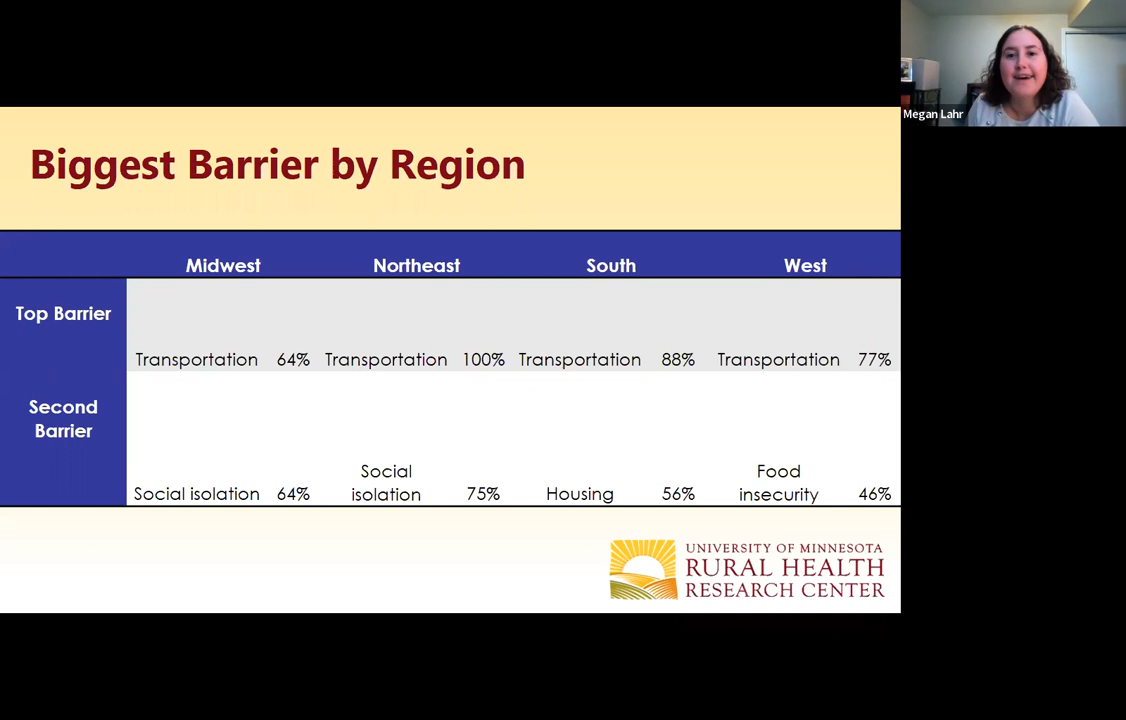 Megan Lahr
Biggest Barrier by Region
Midwest Northeast South West
Top Barrier
Transportation 64% Transportation 100% Transportation 88% Transportation 77%
Second
Barrier
Social Food
Social isolation 64% isolation 75% Housing 56% insecurity 46%
UNIVERSITY OF MINNESOTA
RURAL HEALTH
RESEARCH CENTER